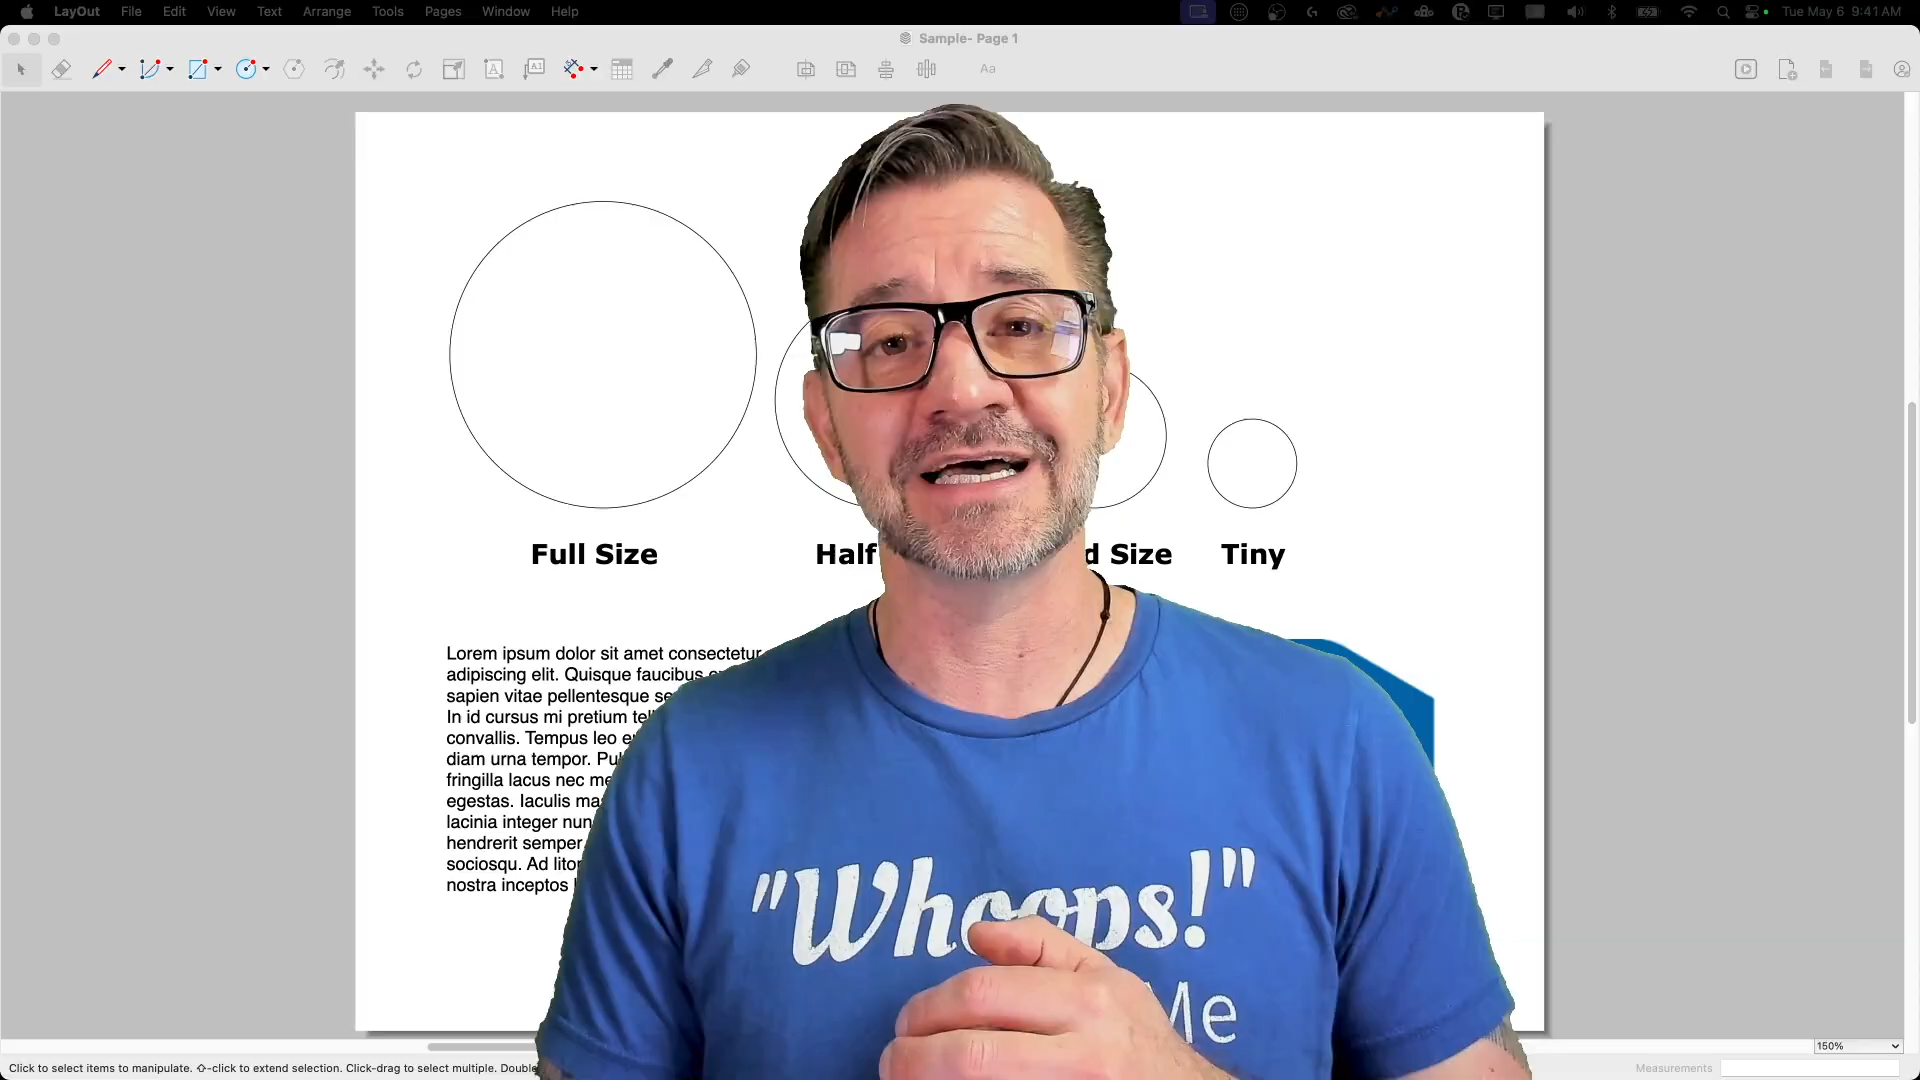 LayOut File Edit View Text Arrange Tools Pages Window Help
Tue May 6 9:41 AM
Sample- Page 1
A
A1
Aa
Full Size
Half
d Size
Tiny
Lorem ipsum dolor sit amet consectetur
adipiscing elit. Quisque faucibus
sapien vitae pellentesque
In id cursus mi pretium
convallis. Tempus leo
diam urna tempor.
fringilla lacus nec
egestas. Iaculis
lacinia integer
hendrerit semper
sociosqu. Ad
nostra inceptos
"Whoops!"
Me
150%
Click to select items to manipulate. ⇧-click to extend selection. Click-drag to select multiple. Double
Measurements